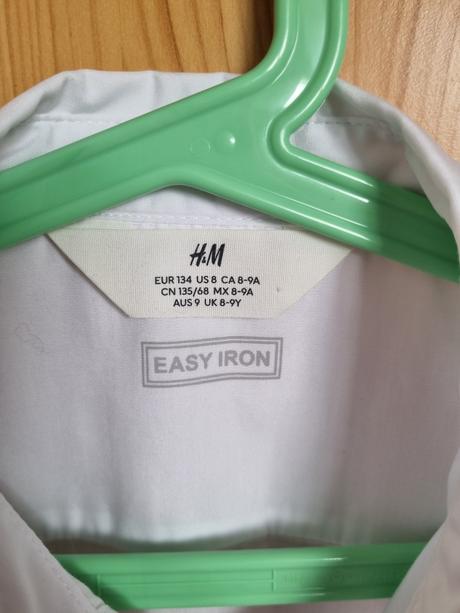 H&M
EUR 134 US 8 CA 8-9A
CN 135/68 MX 8-9A
AUS 9 UK 8-9Y
EASY IRON